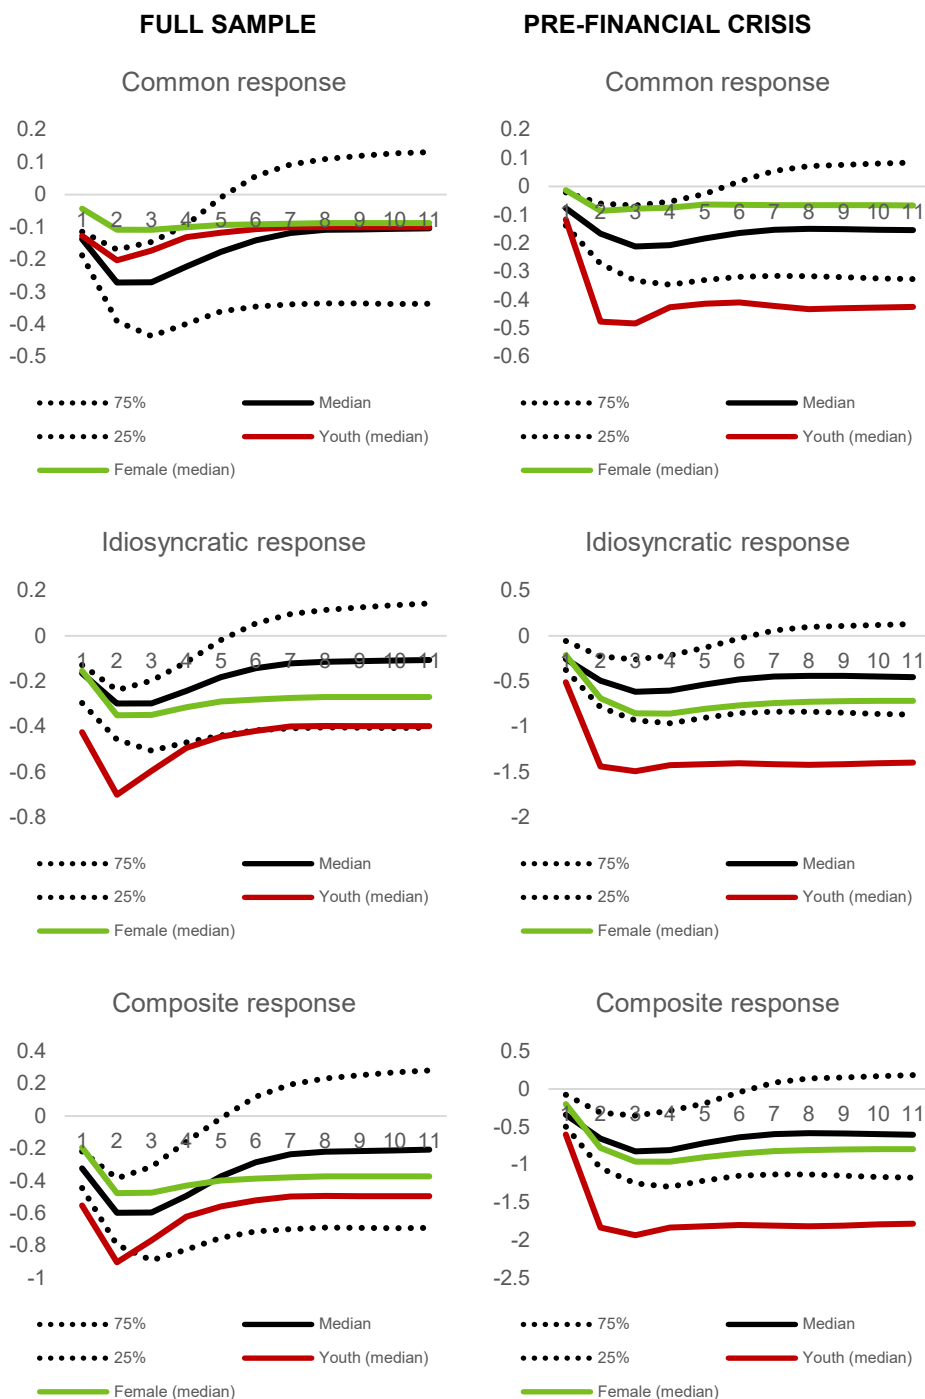 FULL SAMPLE
PRE-FINANCIAL CRISIS
Common response
0.2
0.1
0
-0.1
-0.2
-0.3
-0.4
-0.5
1 2 3 4 5 6 7 8 9 10 11
75% Median
25% Youth (median)
Female (median)
Common response
0.2
0.1
0
-0.1
-0.2
-0.3
-0.4
-0.5
-0.6
1 2 3 4 5 6 7 8 9 10 11
75% Median
25% Youth (median)
Female (median)
Idiosyncratic response
0.2
0
-0.2
-0.4
-0.6
-0.8
1 2 3 4 5 6 7 8 9 10 11
75% Median
25% Youth (median)
Female (median)
Idiosyncratic response
0.5
0
-0.5
-1
-1.5
-2
1 2 3 4 5 6 7 8 9 10 11
75% Median
25% Youth (median)
Female (median)
Composite response
0.4
0.2
0
-0.2
-0.4
-0.6
-0.8
-1
1 2 3 4 5 6 7 8 9 10 11
75% Median
25% Youth (median)
Female (median)
Composite response
0.5
0
-0.5
-1
-1.5
-2
-2.5
1 2 3 4 5 6 7 8 9 10 11
75% Median
25% Youth (median)
Female (median)